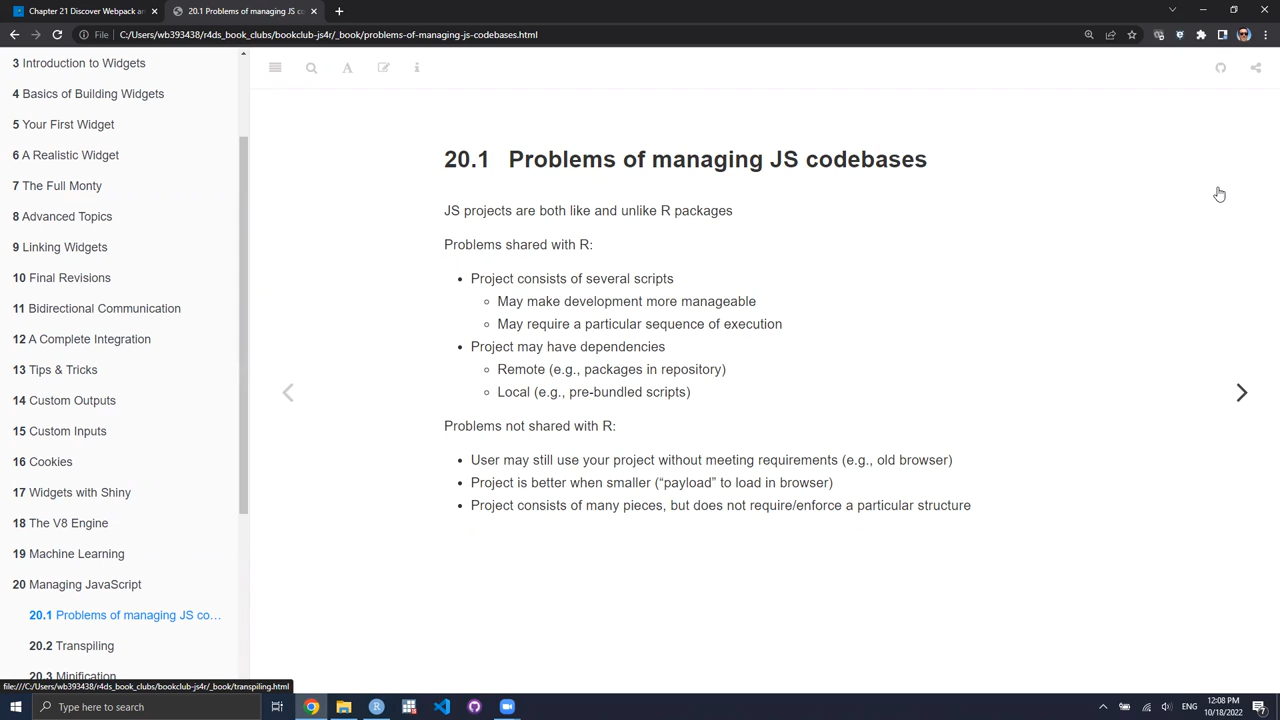 Chapter 21 Discover Webpack an
20.1 Problems of managing JS co
File
C:/Users/wb393438/r4ds_book_clubs/bookclub-js4r/_book/problems-of-managing-js-codebases.html
3 Introduction to Widgets
4 Basics of Building Widgets
5 Your First Widget
6 A Realistic Widget
7 The Full Monty
8 Advanced Topics
9 Linking Widgets
10 Final Revisions
11 Bidirectional Communication
12 A Complete Integration
13 Tips & Tricks
14 Custom Outputs
15 Custom Inputs
16 Cookies
17 Widgets with Shiny
18 The V8 Engine
19 Machine Learning
20 Managing JavaScript
20.1 Problems of managing JS co…
20.2 Transpiling
20.3 Minification
20.1 Problems of managing JS codebases
JS projects are both like and unlike R packages
Problems shared with R:
• Project consists of several scripts
◦ May make development more manageable
◦ May require a particular sequence of execution
• Project may have dependencies
◦ Remote (e.g., packages in repository)
◦ Local (e.g., pre-bundled scripts)
Problems not shared with R:
• User may still use your project without meeting requirements (e.g., old browser)
• Project is better when smaller (“payload” to load in browser)
• Project consists of many pieces, but does not require/enforce a particular structure
file:///C:/Users/wb393438/r4ds_book_clubs/bookclub-js4r/_book/transpiling.html
Type here to search
ENG
12:08 PM
10/18/2022